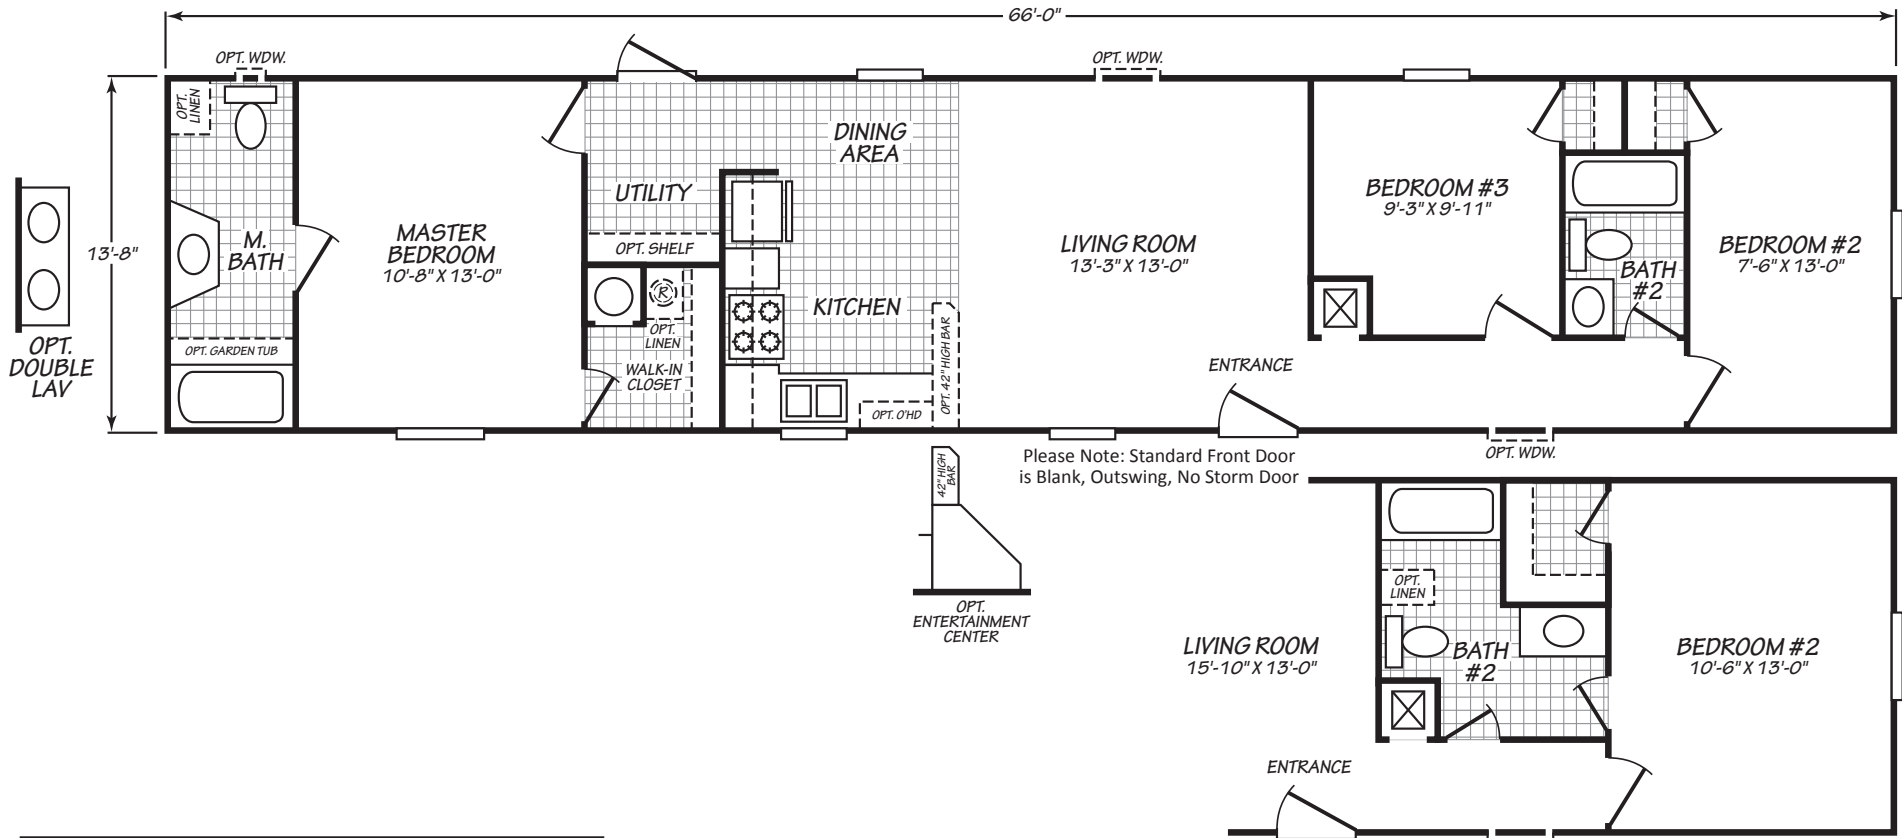 66'-0"
OPT. WDW.
OPT. WDW.
OPT.
LINEN
DINING
AREA
UTILITY
BEDROOM #3
9'-3" X 9'-11"
13'-8"
M.
BATH
MASTER
BEDROOM
10'-8" X 13'-0"
OPT. SHELF
LIVING ROOM
13'-3" X 13'-0"
BATH
#2
BEDROOM #2
7'-6" X 13'-0"
R
KITCHEN
OPT.
LINEN
OPT. GARDEN TUB
OPT.
DOUBLE
LAV
WALK-IN
CLOSET
OPT. 42" HIGH BAR
ENTRANCE
OPT. O'HD
OPT. WDW.
Please Note: Standard Front Door
is Blank, Outswing, No Storm Door
42" HIGH
BAR
OPT.
ENTERTAINMENT
CENTER
OPT.
LINEN
LIVING ROOM
15'-10" X 13'-0"
BATH
#2
BEDROOM #2
10'-6" X 13'-0"
ENTRANCE